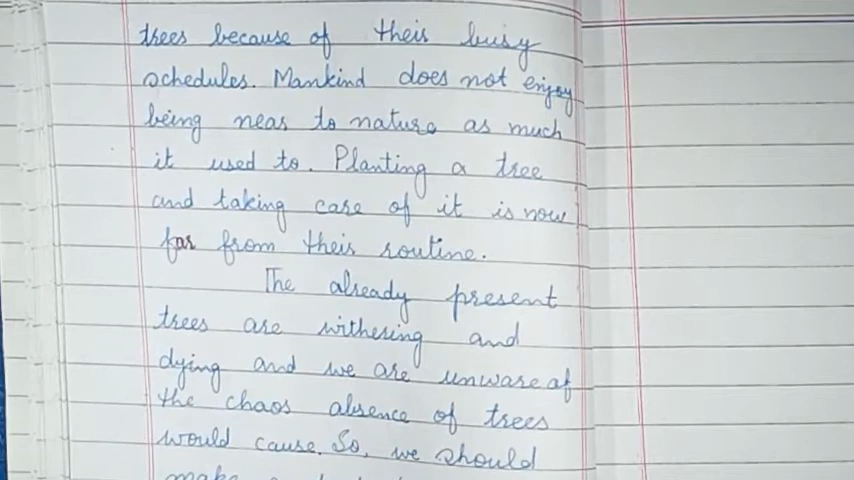 trees because of their busy
schedules. Mankind does not enjoy
being near to nature as much
it used to. Planting a tree
and taking care of it is now
far from their routine.
The already present
trees are withering and
dying and we are unware of
the chaos absence of trees
would cause. So, we should
make